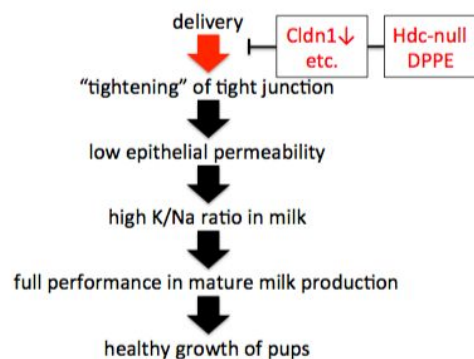 delivery
Cldn1↓
etc.
Hdc-null
DPPE
“tightening” of tight junction
low epithelial permeability
high K/Na ratio in milk
full performance in mature milk production
healthy growth of pups